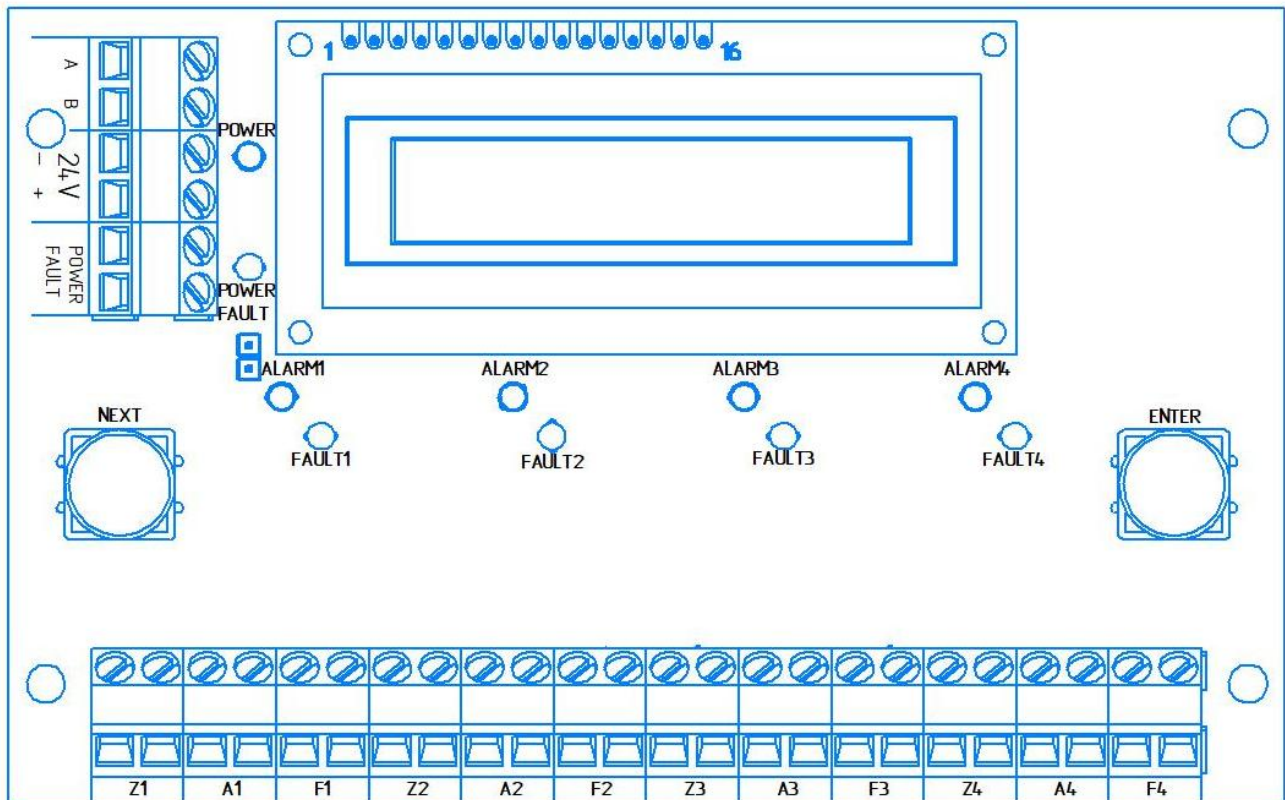 1 16
A
B
24V
- +
POWER
FAULT
POWER
POWER
FAULT
ALARM1 ALARM2 ALARM3 ALARM4
FAULT1 FAULT2 FAULT3 FAULT4
NEXT ENTER
Z1 A1 F1 Z2 A2 F2 Z3 A3 F3 Z4 A4 F4